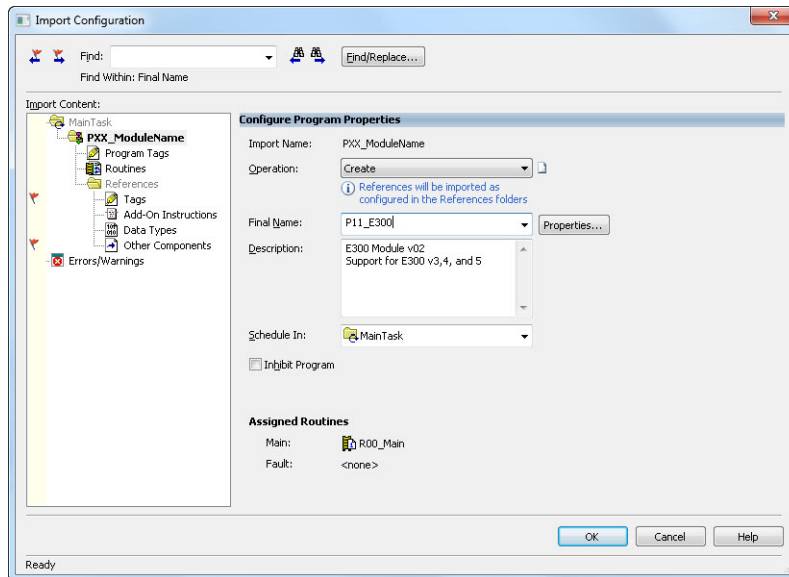 Import Configuration
Find:
Find/Replace...
Find Within: Final Name
Import Content:
MainTask
PXX_ModuleName
Program Tags
Routines
References
Tags
Add-On Instructions
Data Types
Other Components
Errors/Warnings
Configure Program Properties
Import Name: PXX_ModuleName
Operation: Create
References will be imported as
configured in the References folders
Final Name: P11_E300 Properties...
Description: E300 Module v02
Support for E300 v3,4, and 5
Schedule In: MainTask
Inhibit Program
Assigned Routines
Main: R00_Main
Fault: <none>
OK Cancel Help
Ready